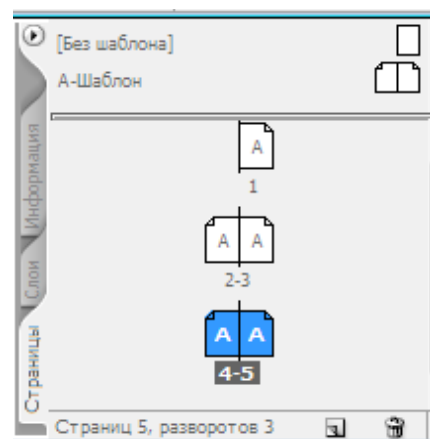 [Без шаблона]
A-Шаблон
A
1
A A
2-3
A A
4-5
Страниц 5, разворотов 3
Информация
Слои
Страницы